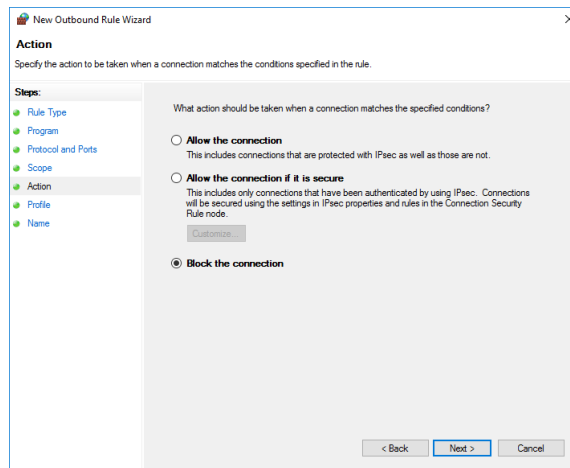 New Outbound Rule Wizard
Action
Specify the action to be taken when a connection matches the conditions specified in the rule.
Steps:
Rule Type
Program
Protocol and Ports
Scope
Action
Profile
Name
What action should be taken when a connection matches the specified conditions?
Allow the connection
This includes connections that are protected with IPsec as well as those are not.
Allow the connection if it is secure
This includes only connections that have been authenticated by using IPsec. Connections
will be secured using the settings in IPsec properties and rules in the Connection Security
Rule node.
Customize...
Block the connection
< Back
Next >
Cancel